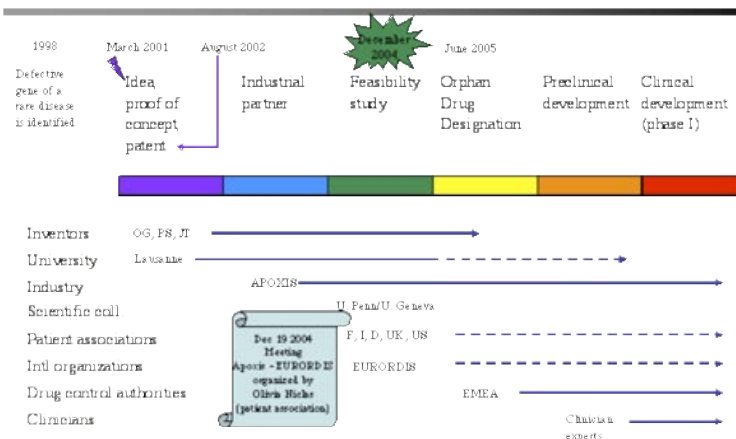 1998
March 2001
August 2002
December
2004
June 2005
Defective
gene of a
rare disease
is identified
Idea,
proof of
concept,
patent
Industrial
partner
Feasibility
study
Orphan
Drug
Designation
Preclinical
development
Clinical
development
(phase I)
Inventors OG, PS, JT
University Lausanne
Industry APOXIS
Scientific coll. U. Penn/U. Geneva
Patient associations F, I, D, UK, US
Intl organizations EURORDIS
Drug control authorities EMEA
Clinicians Clinician
experts
Dec 19 2004
Meeting
Apoxis - EURORDIS
organized by
(patient association)